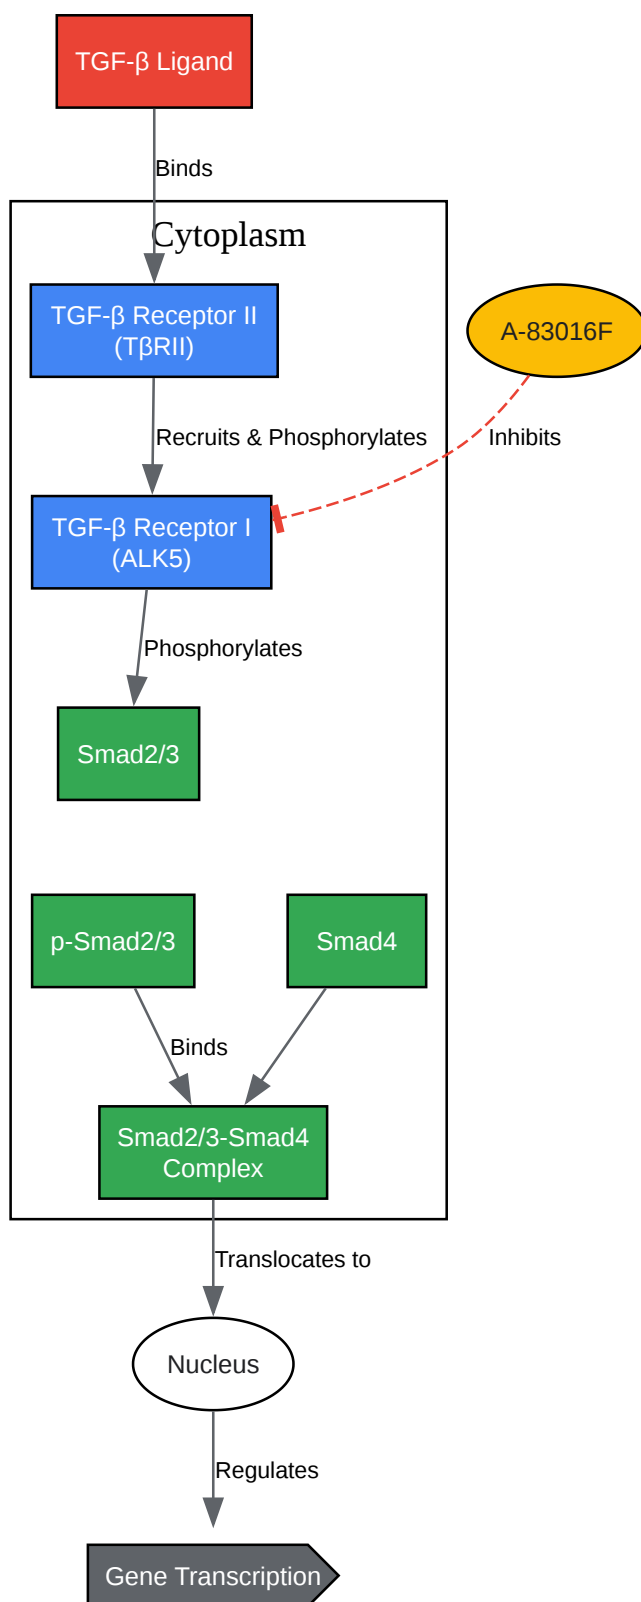 TGF-β Ligand
Binds
Cytoplasm
TGF-β Receptor II
(TβRII)
A-83016F
Recruits & Phosphorylates
Inhibits
TGF-β Receptor I
(ALK5)
Phosphorylates
Smad2/3
p-Smad2/3
Smad4
Binds
Smad2/3-Smad4
Complex
Translocates to
Nucleus
Regulates
Gene Transcription